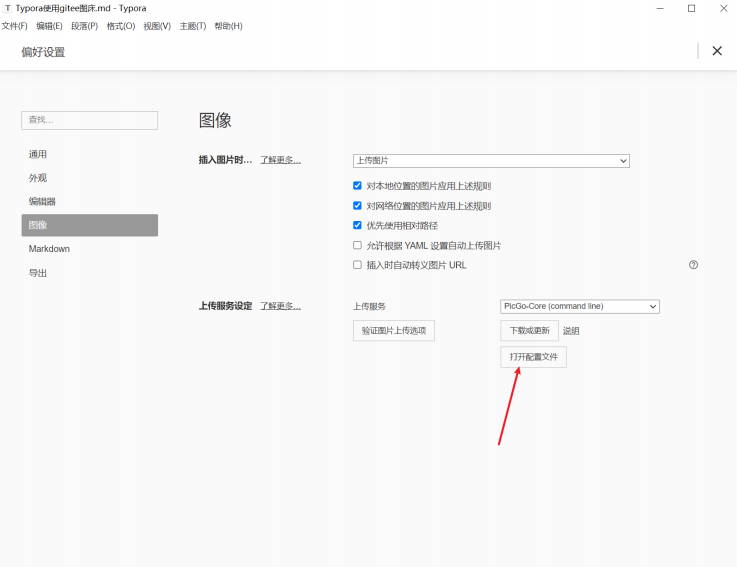 T Typora使用gitee图床.md - Typora
文件(F) 编辑(E) 段落(P) 格式(O) 视图(V) 主题(T) 帮助(H)
偏好设置
查找...
通用
外观
编辑器
图像
Markdown
导出
图像
插入图片时... 了解更多... 上传图片
对本地位置的图片应用上述规则
对网络位置的图片应用上述规则
优先使用相对路径
允许根据 YAML 设置自动上传图片
插入时自动转义图片 URL
上传服务设定 了解更多... 上传服务 PicGo-Core (command line)
验证图片上传选项 下载或更新 说明
打开配置文件